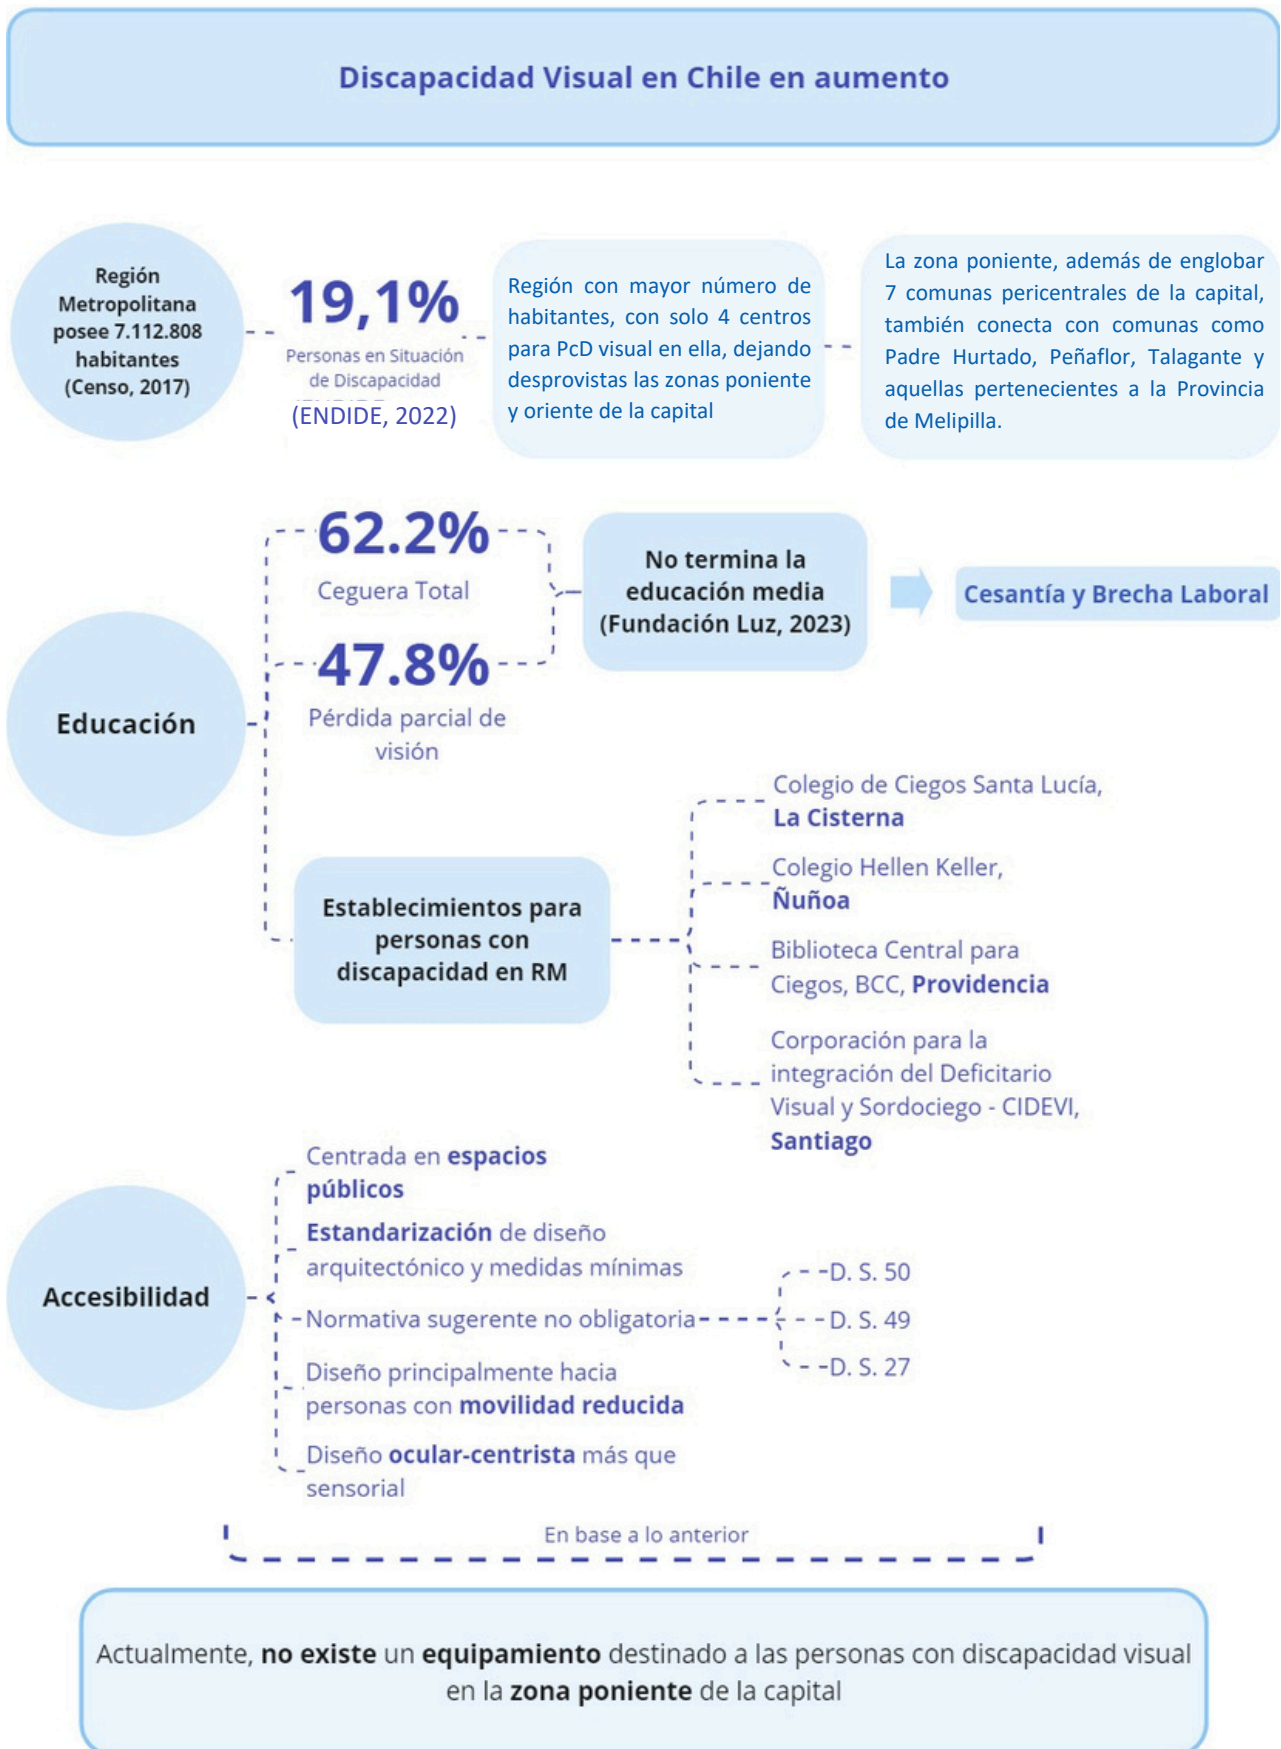 Discapacidad Visual en Chile en aumento
Región
Metropolitana
posee 7.112.808
habitantes
(Censo, 2017)
19,1%
Personas en Situación
de Discapacidad
(ENDIDE, 2022)
Región con mayor número de
habitantes, con solo 4 centros
para PcD visual en ella, dejando
desprovistas las zonas poniente
y oriente de la capital
La zona poniente, además de englobar
7 comunas pericentrales de la capital,
también conecta con comunas como
Padre Hurtado, Peñaflor, Talagante y
aquellas pertenecientes a la Provincia
de Melipilla.
Educación
62.2%
Ceguera Total
47.8%
Pérdida parcial de
visión
No termina la
educación media
(Fundación Luz, 2023)
Cesantía y Brecha Laboral
Establecimientos para
personas con
discapacidad en RM
Colegio de Ciegos Santa Lucía,
La Cisterna
Colegio Hellen Keller,
Ñuñoa
Biblioteca Central para
Ciegos, BCC, Providencia
Corporación para la
integración del Deficitario
Visual y Sordociego - CIDEVI,
Santiago
Accesibilidad
Centrada en espacios
públicos
Estandarización de diseño
arquitectónico y medidas mínimas
Normativa sugerente no obligatoria
D. S. 50
D. S. 49
D. S. 27
Diseño principalmente hacia
personas con movilidad reducida
Diseño ocular-centrista más que
sensorial
En base a lo anterior
Actualmente, no existe un equipamiento destinado a las personas con discapacidad visual
en la zona poniente de la capital